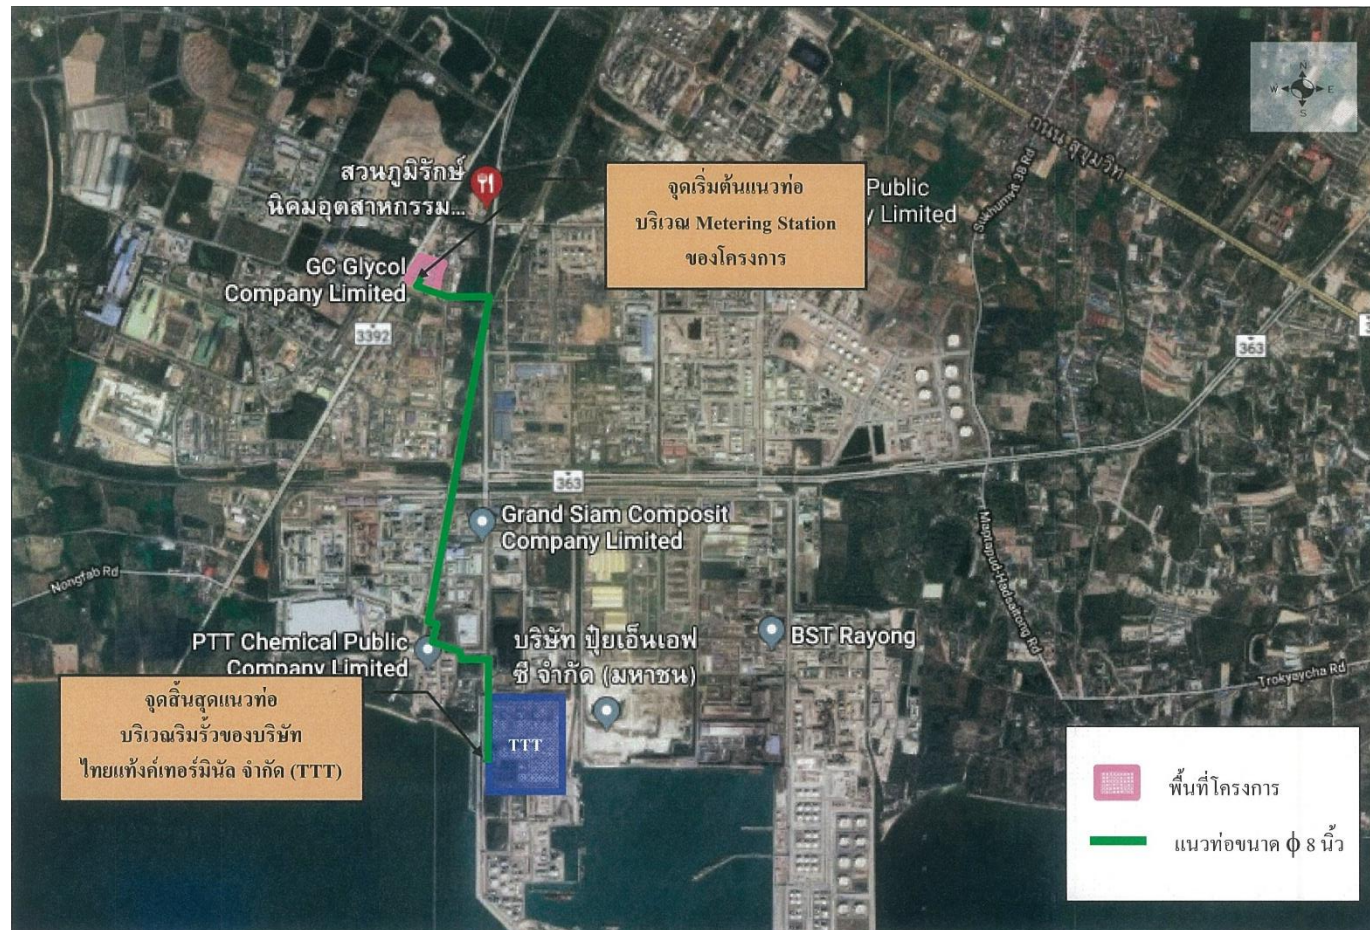 N
W
E
S
ถนน สุขุมวิท
Sukhumvit 38 Rd
สวนภูมิรักษ์
นิคมอุตสาหกรรม...
จุดเริ่มต้นแนวท่อ
บริเวณ Metering Station
ของโครงการ
Public
y Limited
GC Glycol
Company Limited
3392
363
363
Grand Siam Composit
Company Limited
Nongfab Rd
Maptapud-Hadsaitong Rd
PTT Chemical Public
Company Limited
บริษัท ปุ๋ยเอ็นเอฟ
ซี จำกัด (มหาชน)
BST Rayong
Trokyaycha Rd
จุดสิ้นสุดแนวท่อ
บริเวณริมรั้วของบริษัท
ไทยแท้งค์เทอร์มินัล จำกัด (TTT)
TTT
พื้นที่โครงการ
แนวท่อขนาด ϕ 8 นิ้ว